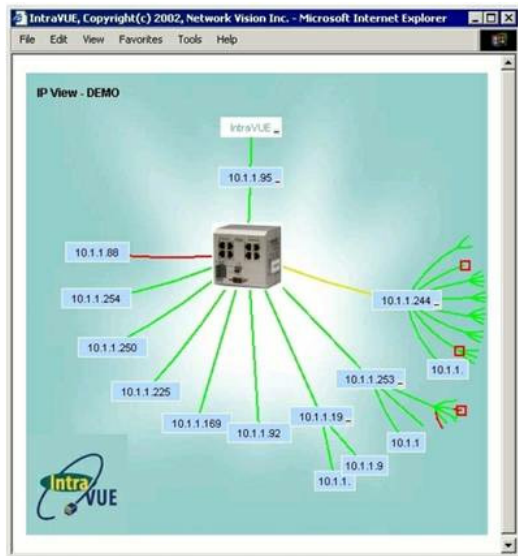 IntraVUE, Copyright(c) 2002, Network Vision Inc. - Microsoft Internet Explorer
File Edit View Favorites Tools Help
IP View - DEMO
IntraVUE
10.1.1.95
10.1.1.88
10.1.1.254
10.1.1.244
10.1.1.250
10.1.1.
10.1.1.253
10.1.1.225
10.1.1.169
10.1.1.19
10.1.1.92
10.1.1
10.1.1.9
10.1.1.
Intra
VUE